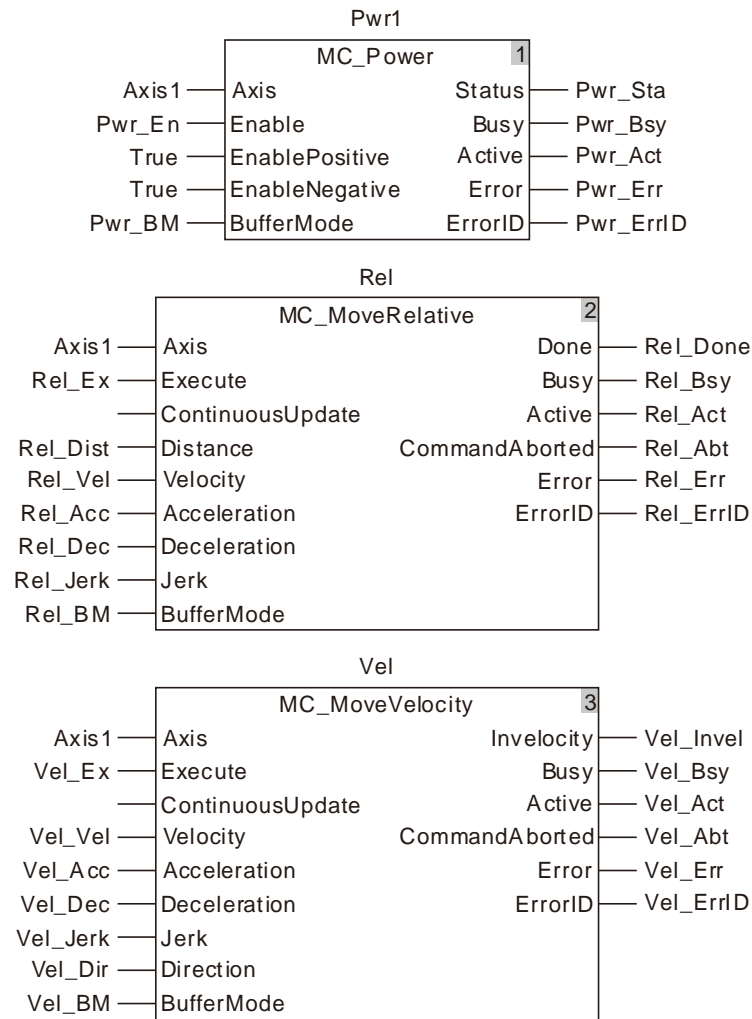 Pwr1
MC_Power 1
Axis1 Axis Status Pwr_Sta
Pwr_En Enable Busy Pwr_Bsy
True EnablePositive Active Pwr_Act
True EnableNegative Error Pwr_Err
Pwr_BM BufferMode ErrorID Pwr_ErrID
Rel
MC_MoveRelative 2
Axis1 Axis Done Rel_Done
Rel_Ex Execute Busy Rel_Bsy
ContinuousUpdate Active Rel_Act
Rel_Dist Distance CommandAborted Rel_Abt
Rel_Vel Velocity Error Rel_Err
Rel_Acc Acceleration ErrorID Rel_ErrID
Rel_Dec Deceleration
Rel_Jerk Jerk
Rel_BM BufferMode
Vel
MC_MoveVelocity 3
Axis1 Axis Invelocity Vel_Invel
Vel_Ex Execute Busy Vel_Bsy
ContinuousUpdate Active Vel_Act
Vel_Vel Velocity CommandAborted Vel_Abt
Vel_Acc Acceleration Error Vel_Err
Vel_Dec Deceleration ErrorID Vel_ErrID
Vel_Jerk Jerk
Vel_Dir Direction
Vel_BM BufferMode